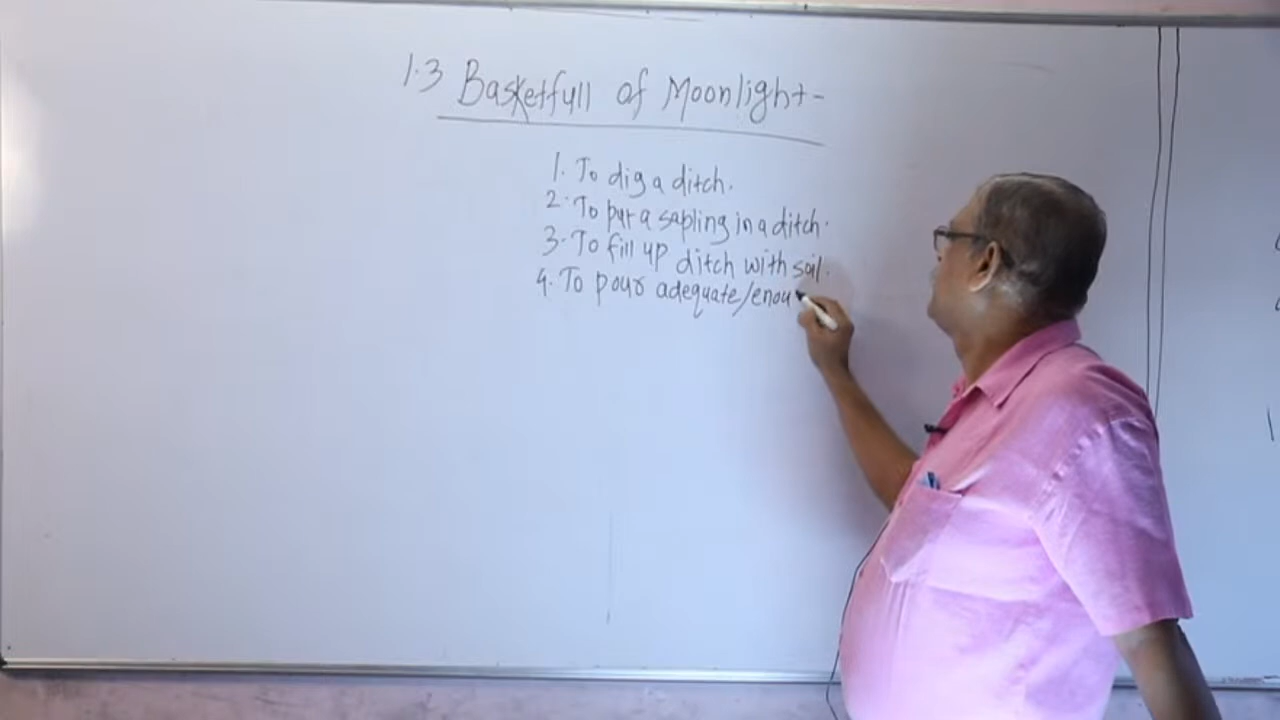 1.3 Basketfull of Moonlight-
1. To dig a ditch.
2. To put a sapling in a ditch.
3. To fill up ditch with soil.
4. To pour adequate/enou